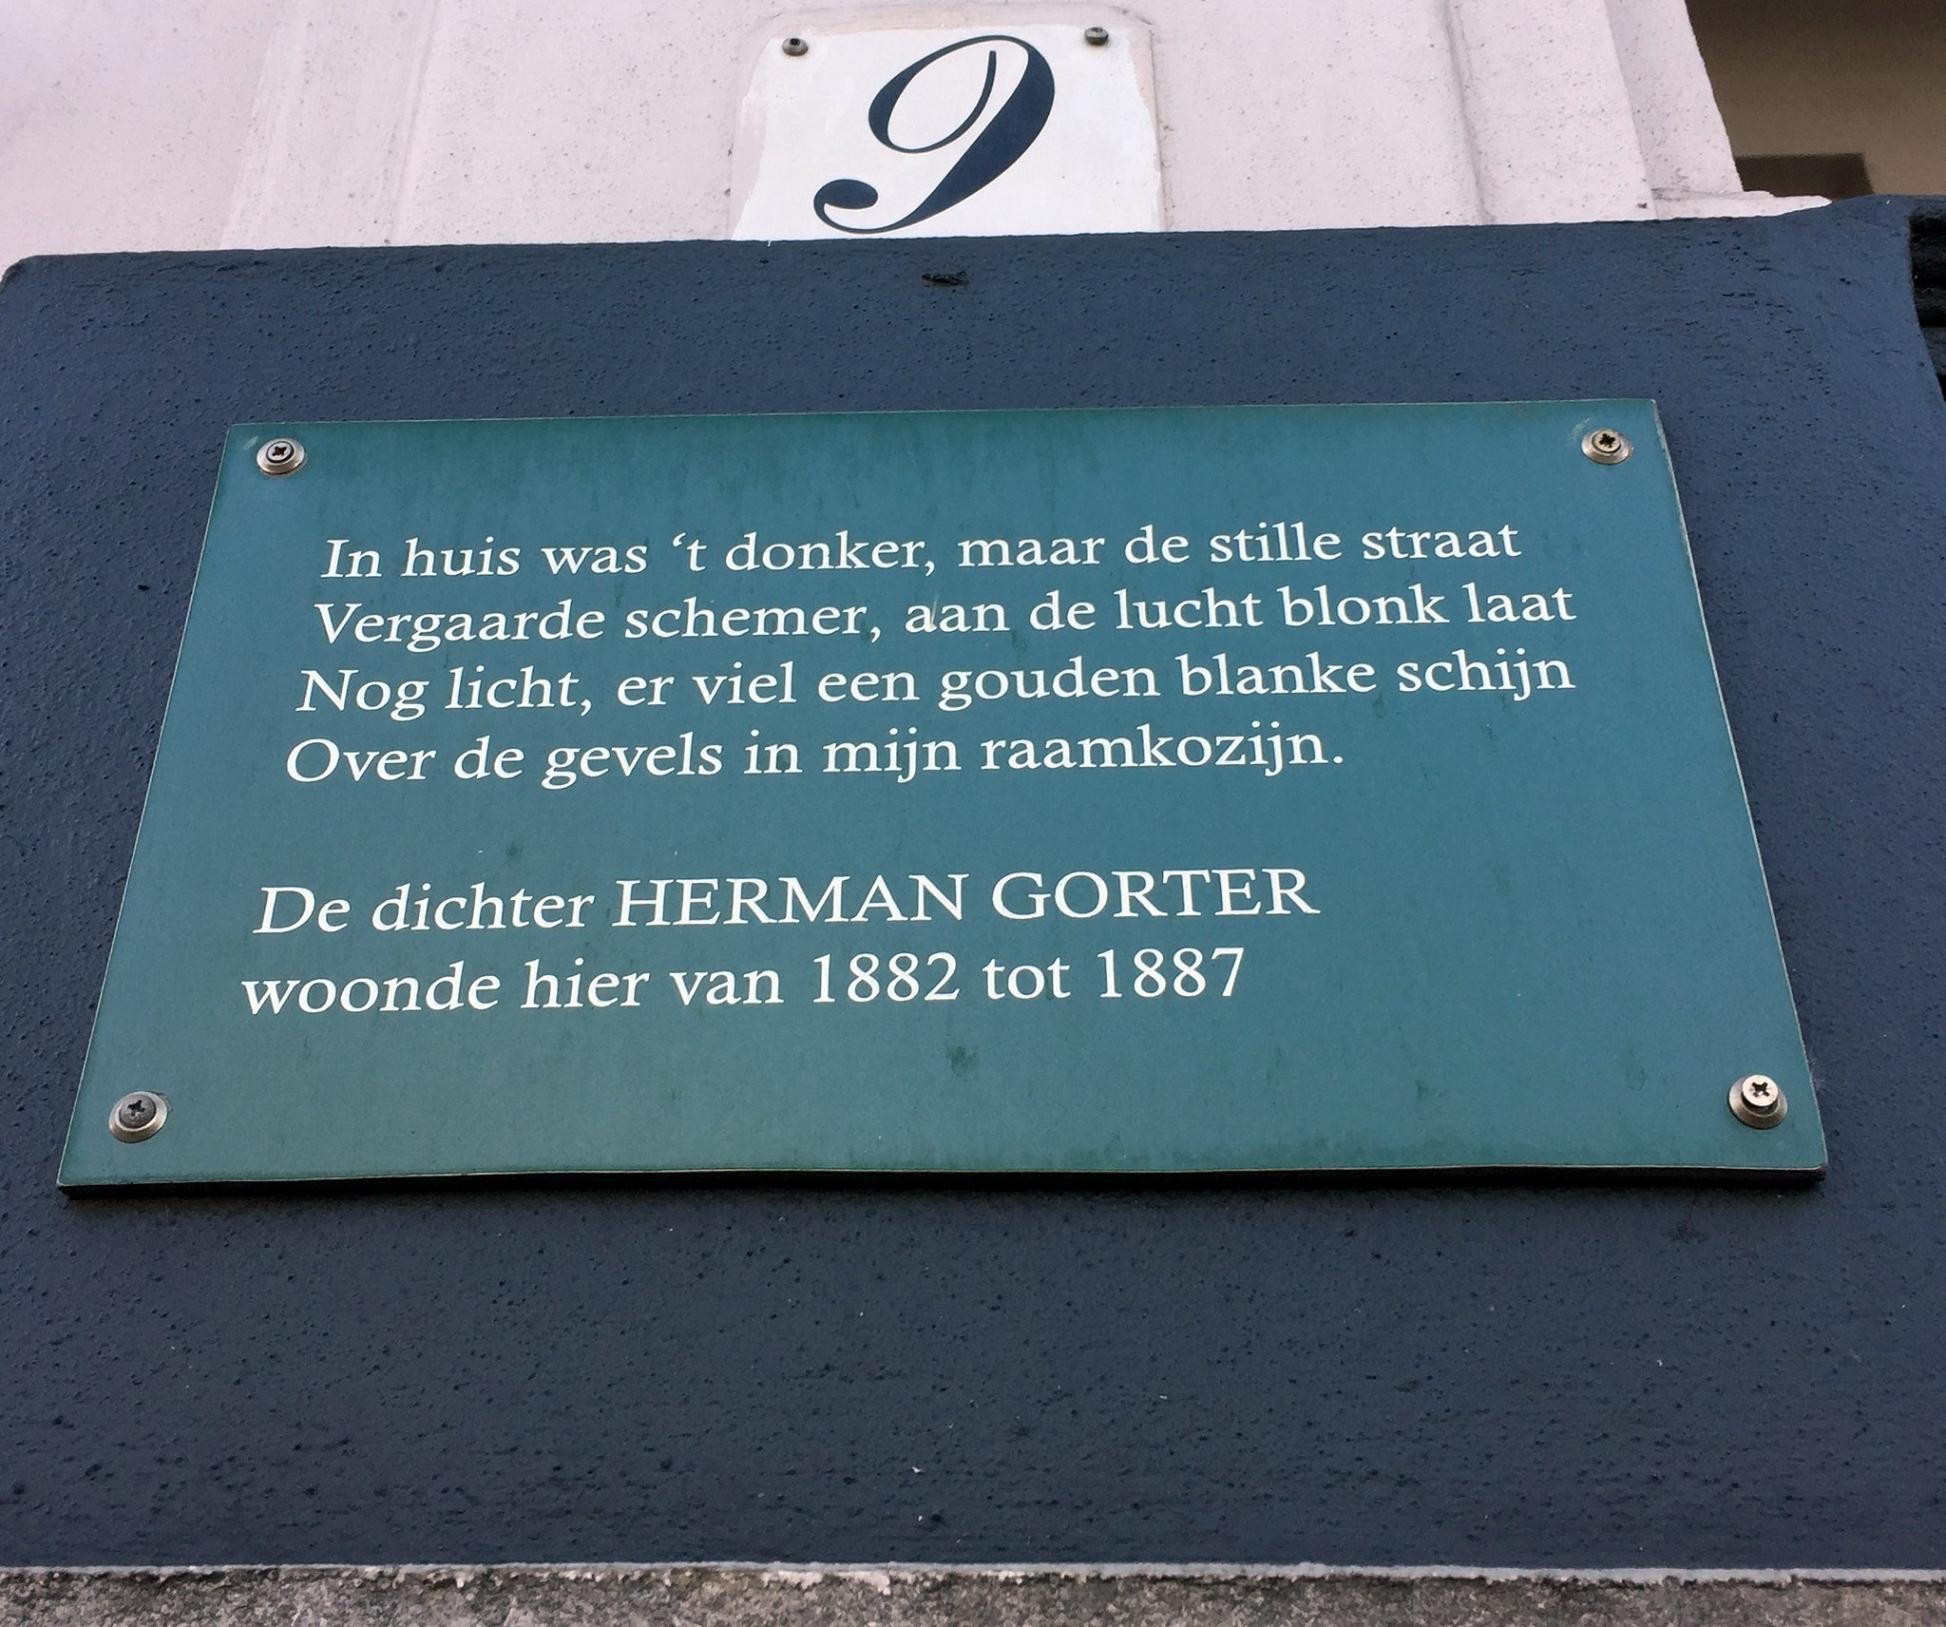 9
In huis was ‘t donker, maar de stille straat
Vergaarde schemer, aan de lucht blonk laat
Nog licht, er viel een gouden blanke schijn
Over de gevels in mijn raamkozijn.
De dichter HERMAN GORTER
woonde hier van 1882 tot 1887